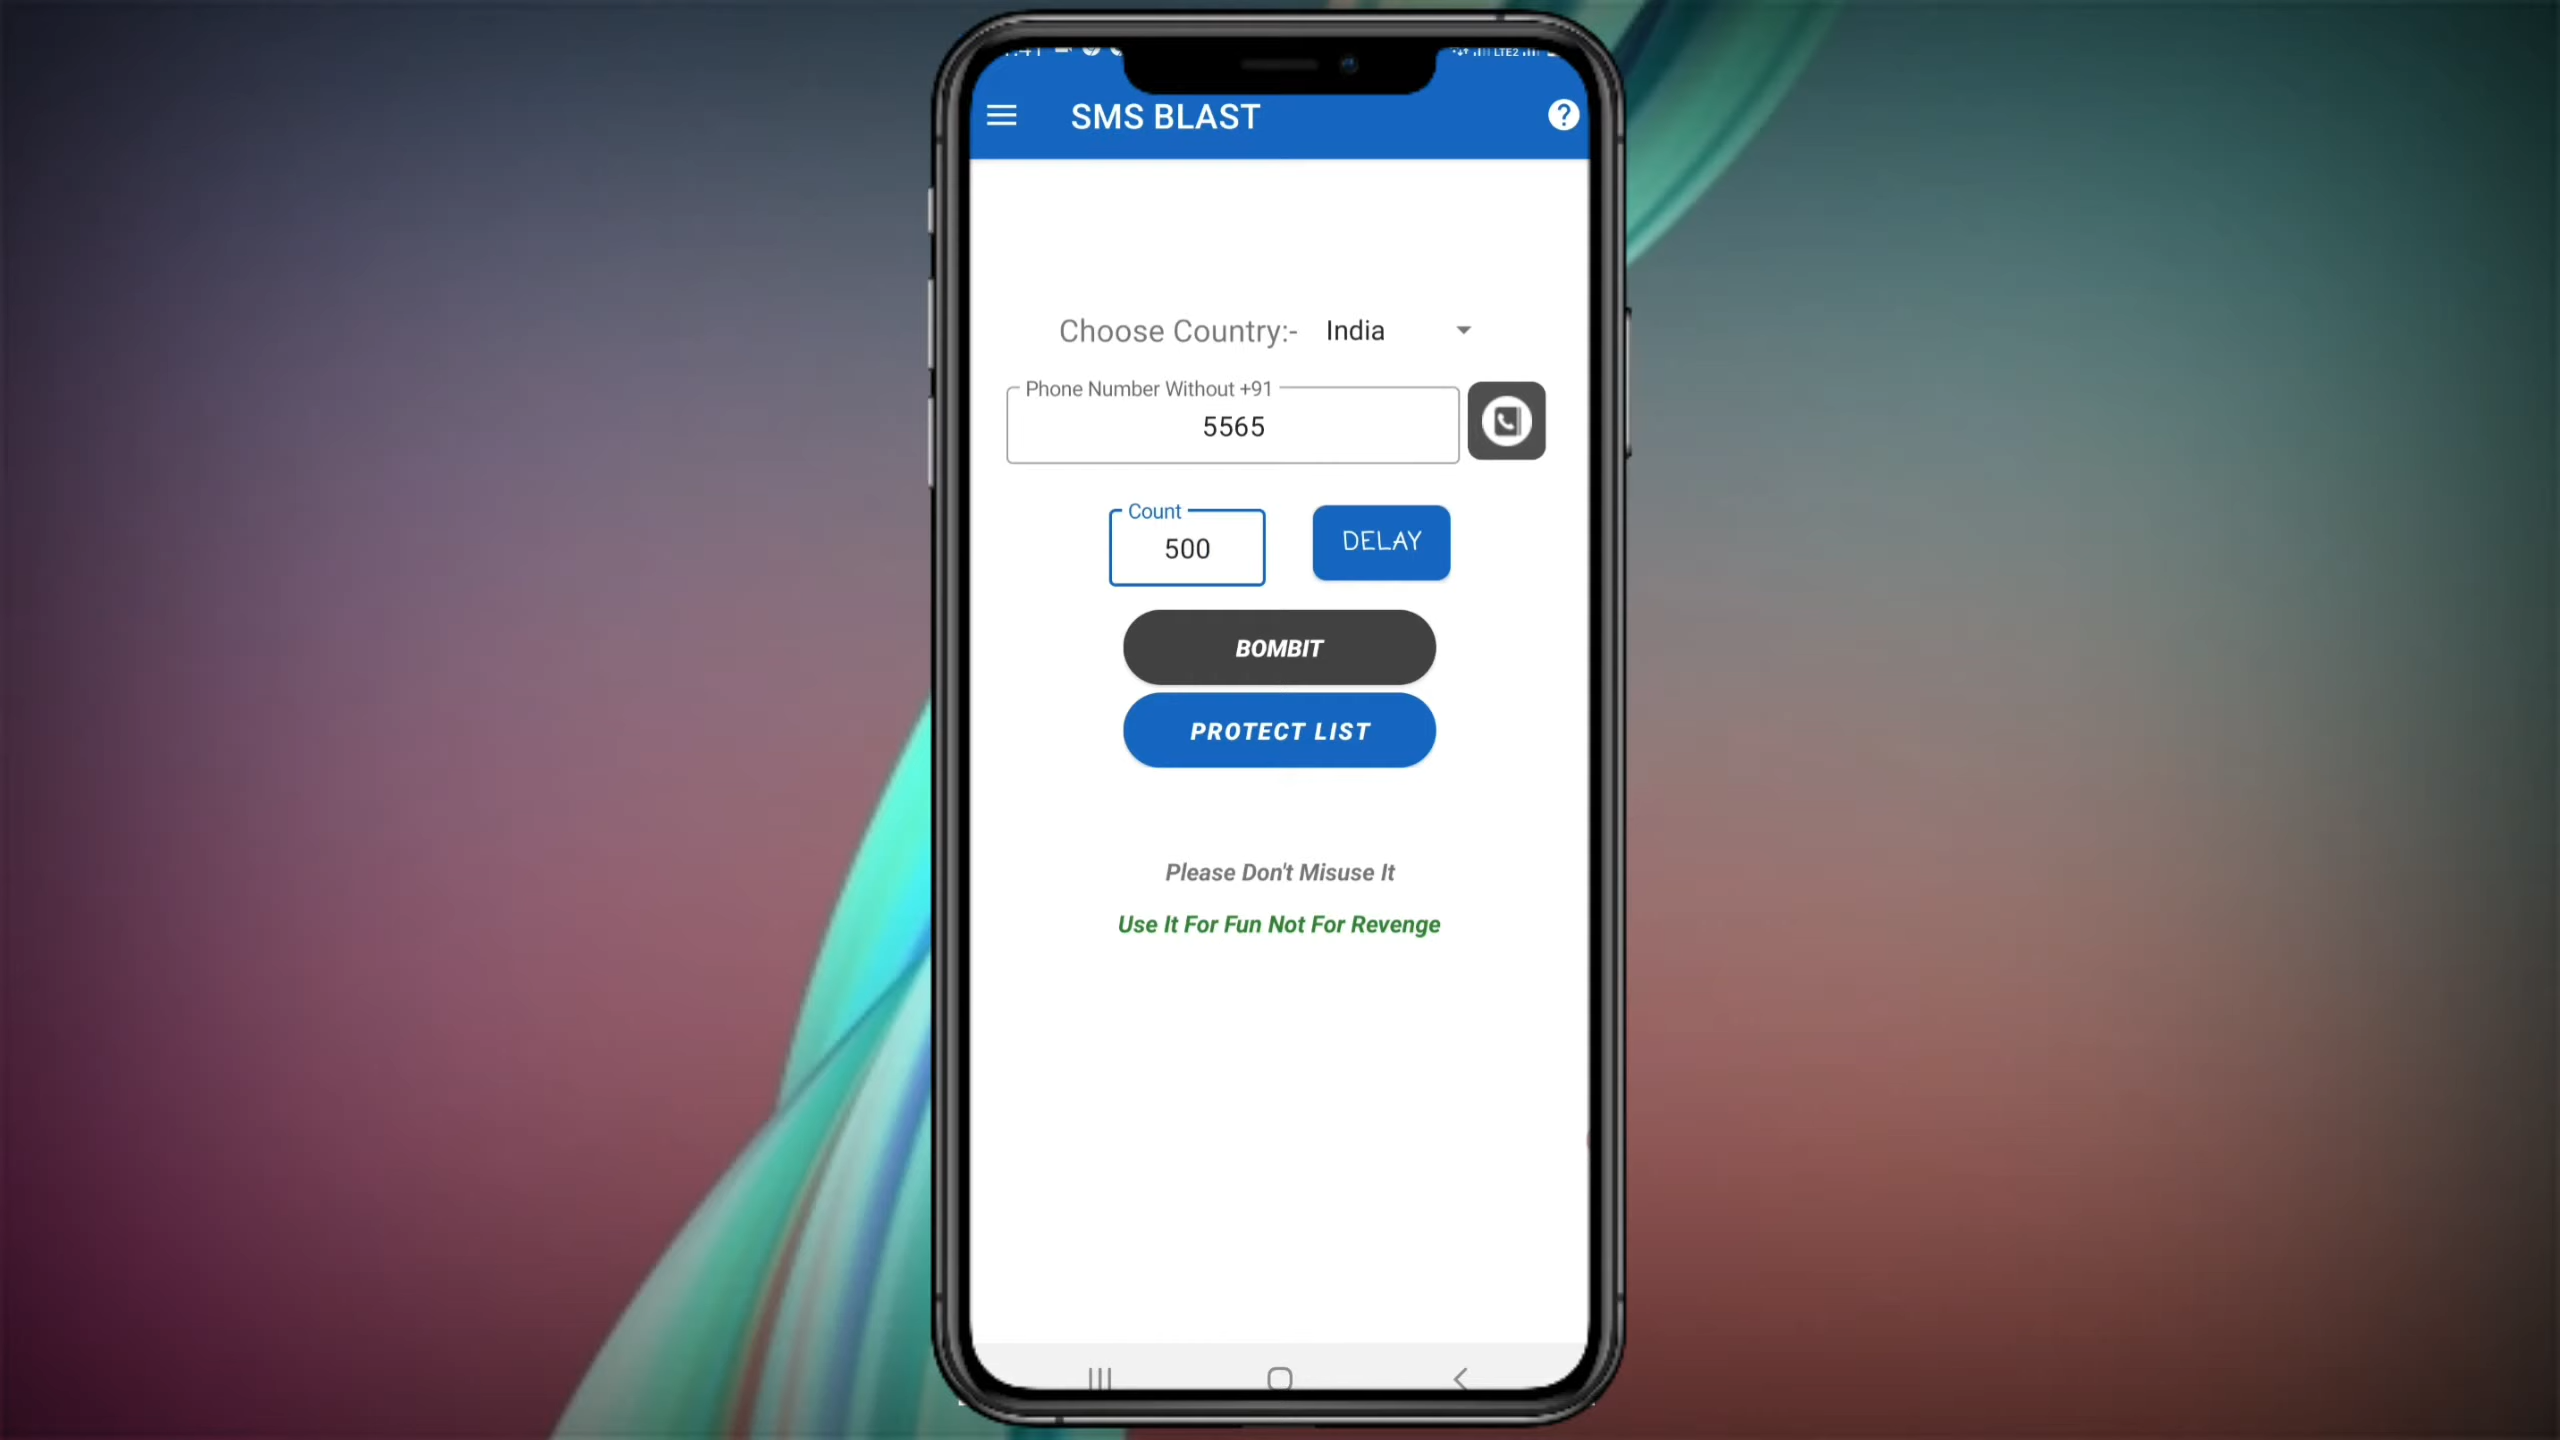 LTE2
SMS BLAST
Choose Country:- India
Phone Number Without +91
5565
Count
500
DELAY
BOMBIT
PROTECT LIST
Please Don't Misuse It
Use It For Fun Not For Revenge